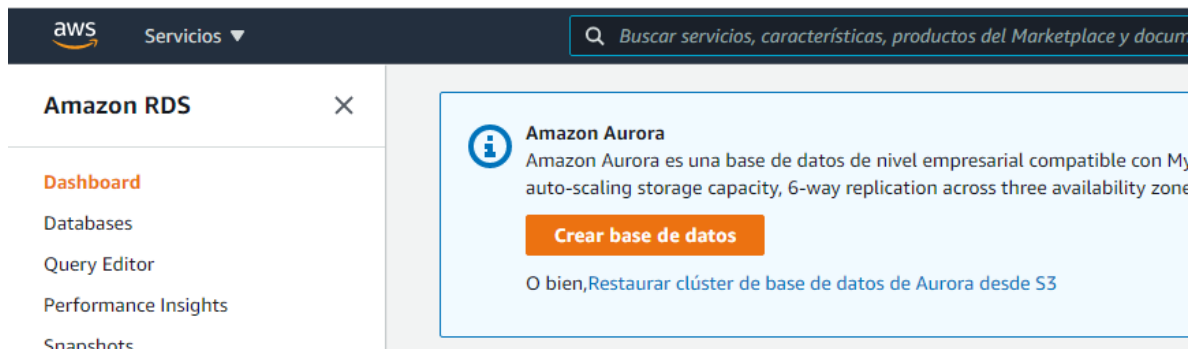 aws
Servicios ▼
Buscar servicios, características, productos del Marketplace y docum
Amazon RDS
Dashboard
Databases
Query Editor
Performance Insights
Snapshots
Amazon Aurora
Amazon Aurora es una base de datos de nivel empresarial compatible con My
auto-scaling storage capacity, 6-way replication across three availability zone
Crear base de datos
O bien,Restaurar clúster de base de datos de Aurora desde S3